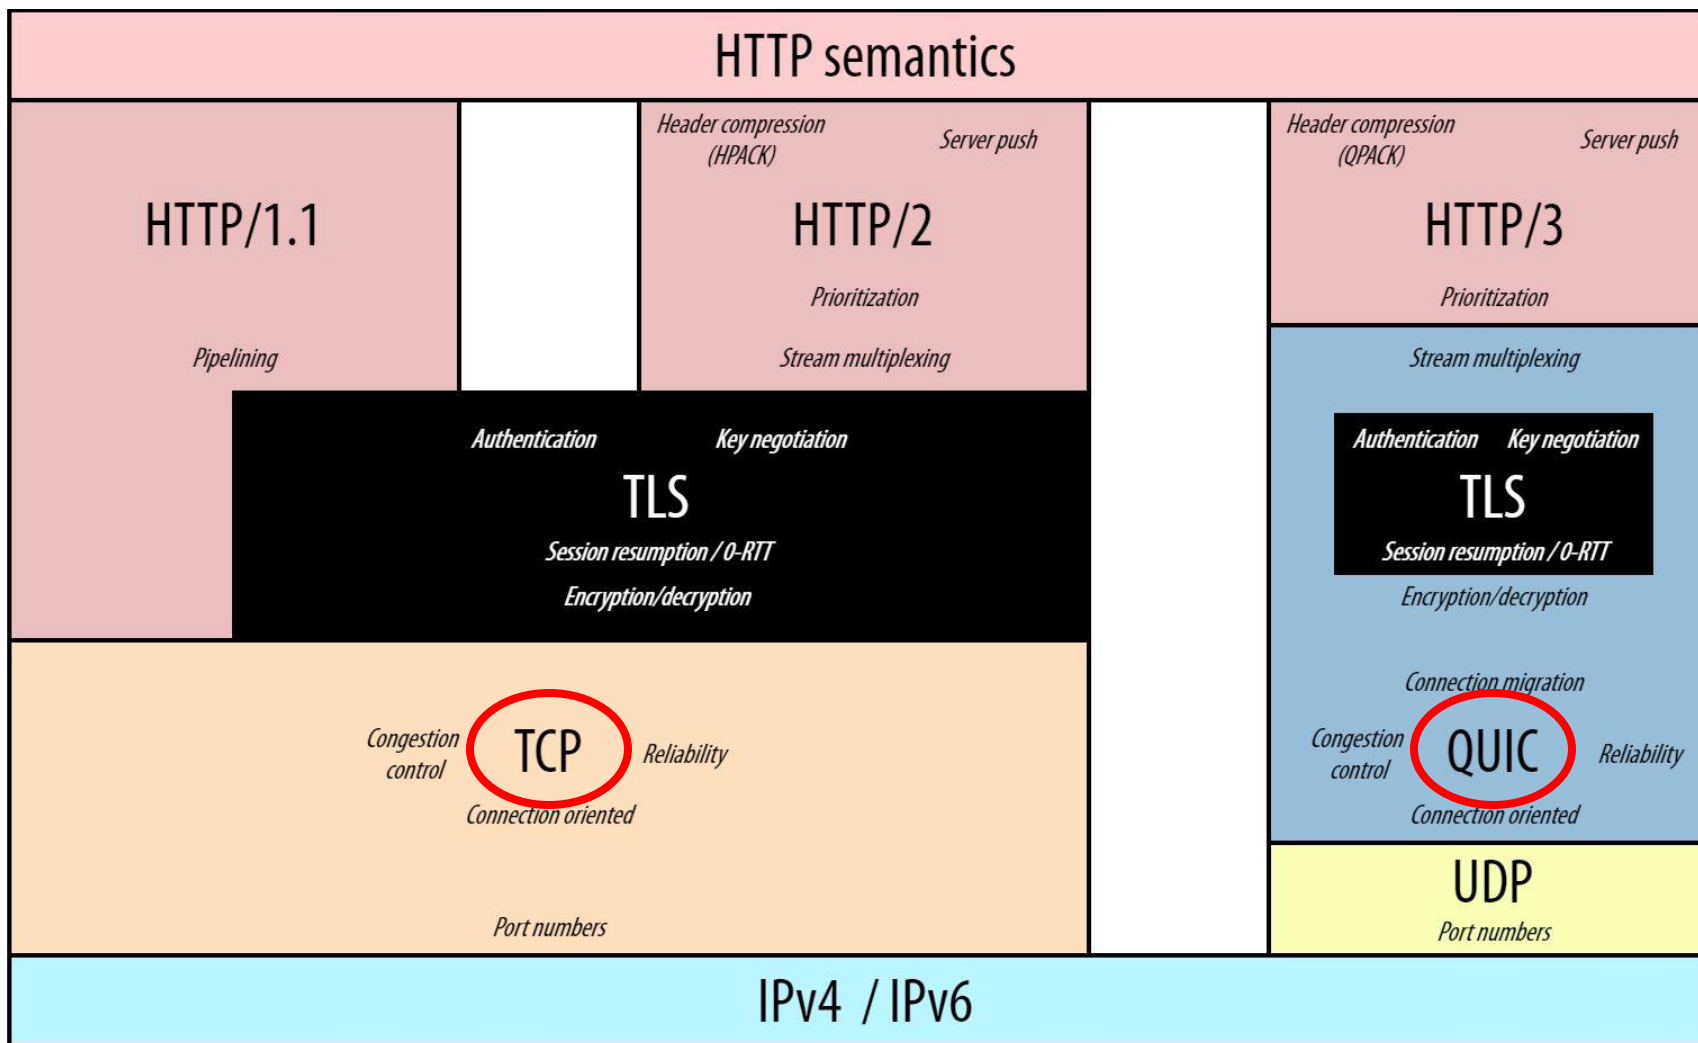 HTTP semantics
HTTP/1.1
Pipelining
Header compression
(HPACK)
Server push
HTTP/2
Prioritization
Stream multiplexing
Header compression
(QPACK)
Server push
HTTP/3
Prioritization
Authentication Key negotiation
TLS
Session resumption / 0-RTT
Encryption/decryption
Stream multiplexing
Authentication Key negotiation
TLS
Session resumption / 0-RTT
Encryption/decryption
Connection migration
Congestion
control
QUIC
Reliability
Connection oriented
Congestion
control
TCP
Reliability
Connection oriented
Port numbers
UDP
Port numbers
IPv4 / IPv6